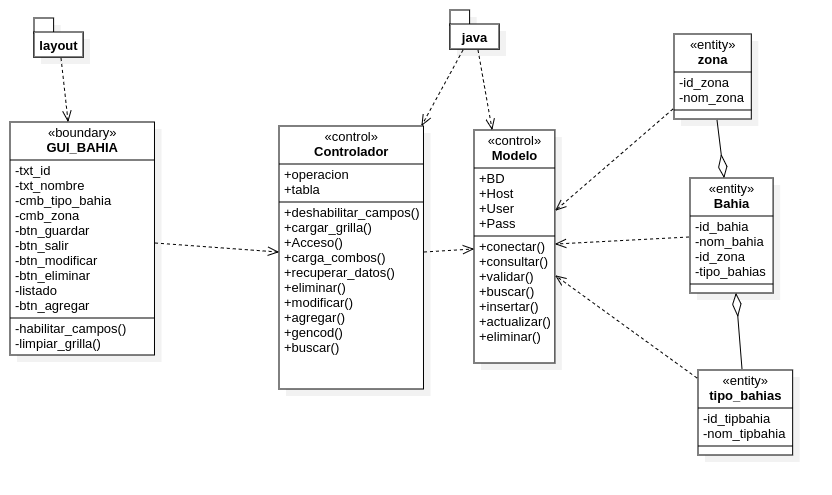 layout
java
«boundary»
GUI_BAHIA
-txt_id
-txt_nombre
-cmb_tipo_bahia
-cmb_zona
-btn_guardar
-btn_salir
-btn_modificar
-btn_eliminar
-listado
-btn_agregar
-habilitar_campos()
-limpiar_grilla()
«control»
Controlador
+operacion
+tabla
+deshabilitar_campos()
+cargar_grilla()
+Acceso()
+carga_combos()
+recuperar_datos()
+eliminar()
+modificar()
+agregar()
+gencod()
+buscar()
«control»
Modelo
+BD
+Host
+User
+Pass
+conectar()
+consultar()
+validar()
+buscar()
+insertar()
+actualizar()
+eliminar()
«entity»
zona
-id_zona
-nom_zona
«entity»
Bahia
-id_bahia
-nom_bahia
-id_zona
-tipo_bahias
«entity»
tipo_bahias
-id_tipbahia
-nom_tipbahia